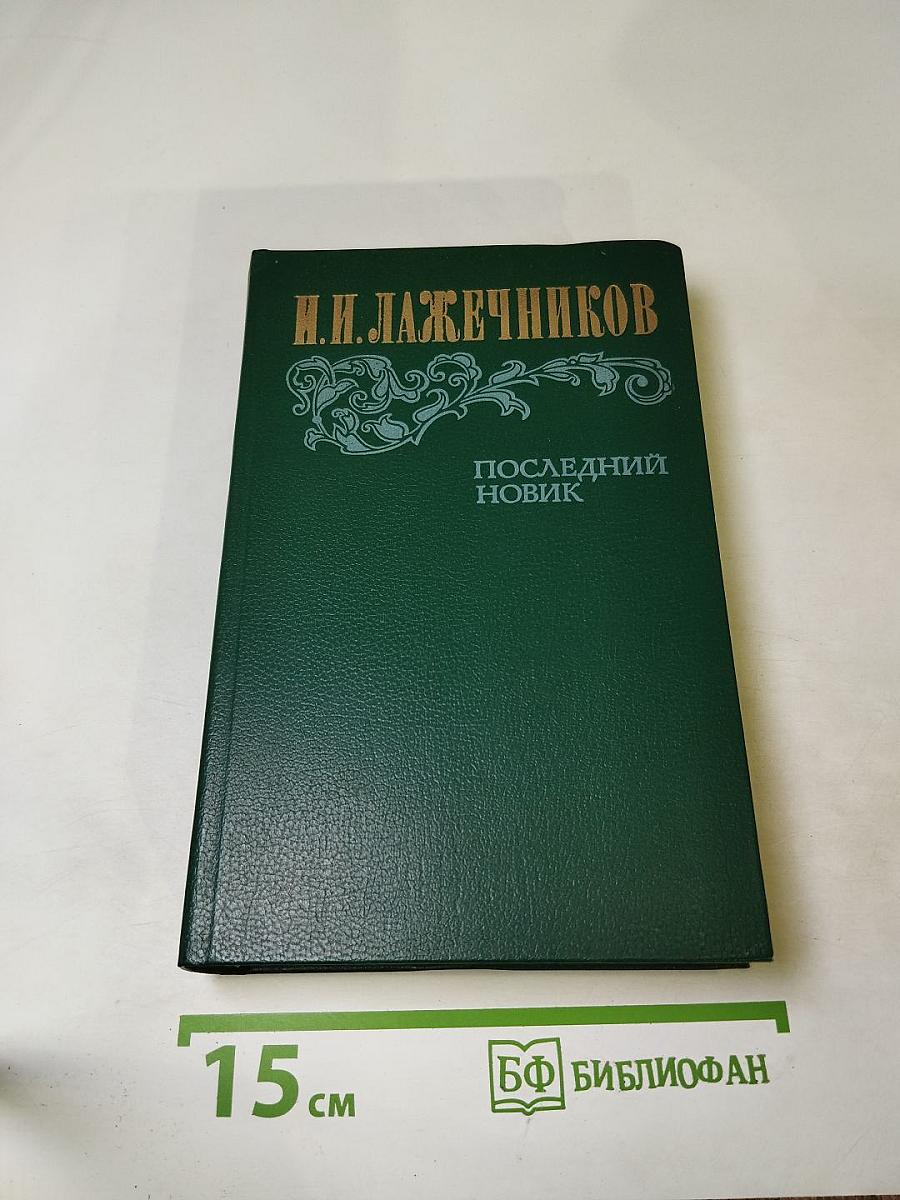 И.И.ЛАЖЕЧНИКОВ
ПОСЛЕДНИЙ
НОВИК
15 см
БФ БИБЛИОФАН